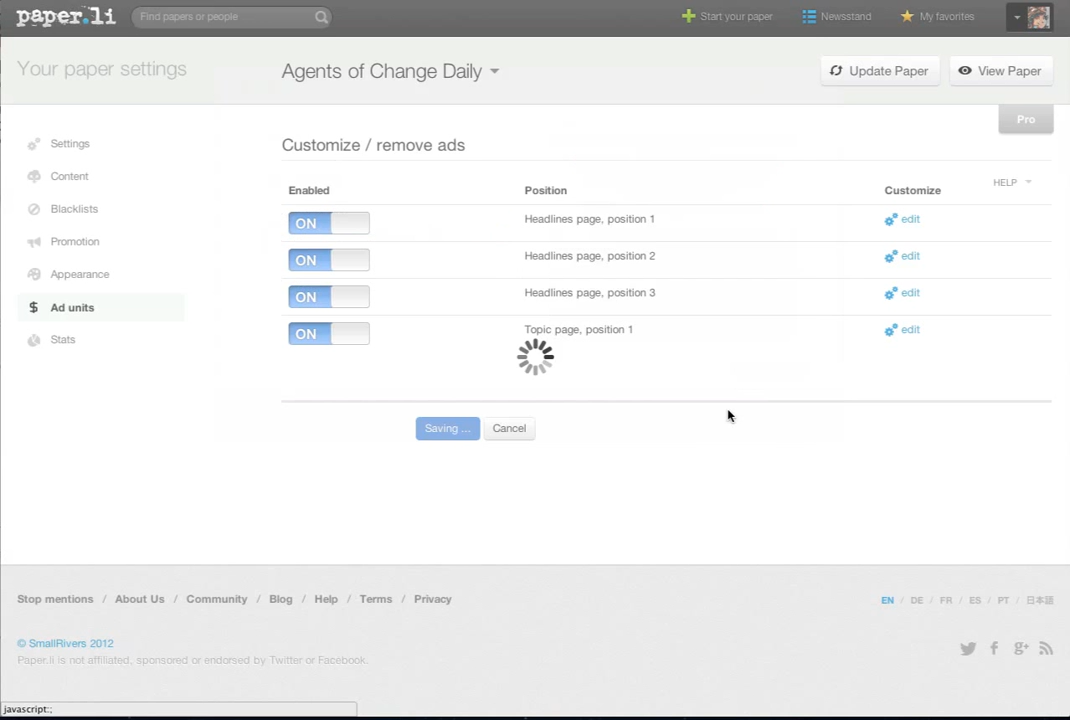 paper.li
Find papers or people
Start your paper
Newsstand
My favorites
Your paper settings
Agents of Change Daily
Update Paper
View Paper
Pro
Settings
Content
Blacklists
Promotion
Appearance
$ Ad units
Stats
Customize / remove ads
HELP
Enabled Position Customize
ON Headlines page, position 1 edit
ON Headlines page, position 2 edit
ON Headlines page, position 3 edit
ON Topic page, position 1 edit
Saving ... Cancel
Stop mentions / About Us / Community / Blog / Help / Terms / Privacy
EN / DE / FR / ES / PT / 日本語
© SmallRivers 2012
Paper.li is not affiliated, sponsored or endorsed by Twitter or Facebook.
javascript:;